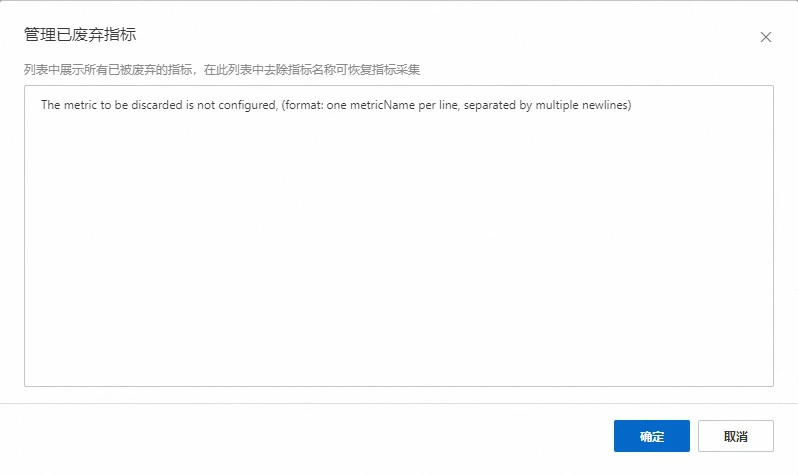 管理已废弃指标
列表中展示所有已被废弃的指标，在此列表中去除指标名称可恢复指标采集
The metric to be discarded is not configured, (format: one metricName per line, separated by multiple newlines)
确定
取消